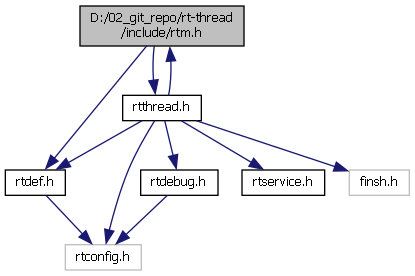 D:/02_git_repo/rt-thread
/include/rtm.h
rtthread.h
rtdef.h
rtdebug.h
rtservice.h
finsh.h
rtconfig.h